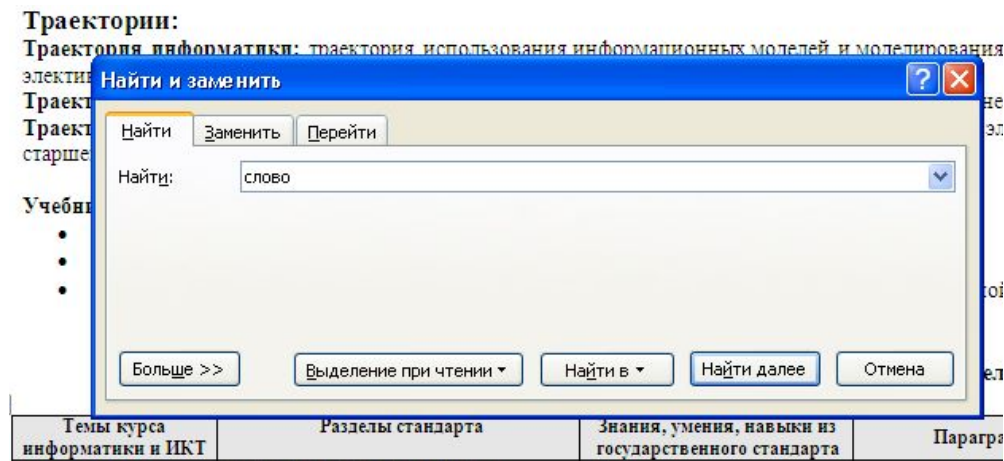 Траектории:
Траектория информатики: траектория использования информационных моделей и моделирования
электив
Траект
Траект
старше
Учебни
Найти и заменить
Найти Заменить Перейти
Найти: слово
Больше >> Выделение при чтении Найти в Найти далее Отмена
Темы курса информатики и ИКТ
Разделы стандарта
Знания, умения, навыки из государственного стандарта
Парагра